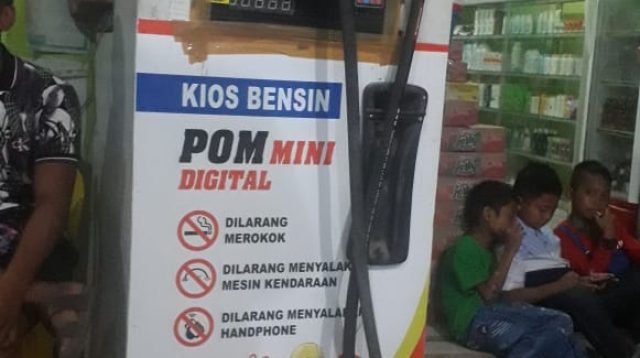 KIOS BENSIN
POM MINI
DIGITAL
DILARANG
MEROKOK
DILARANG MENYALAK
MESIN KENDARAAN
DILARANG MENYALA
HANDPHONE